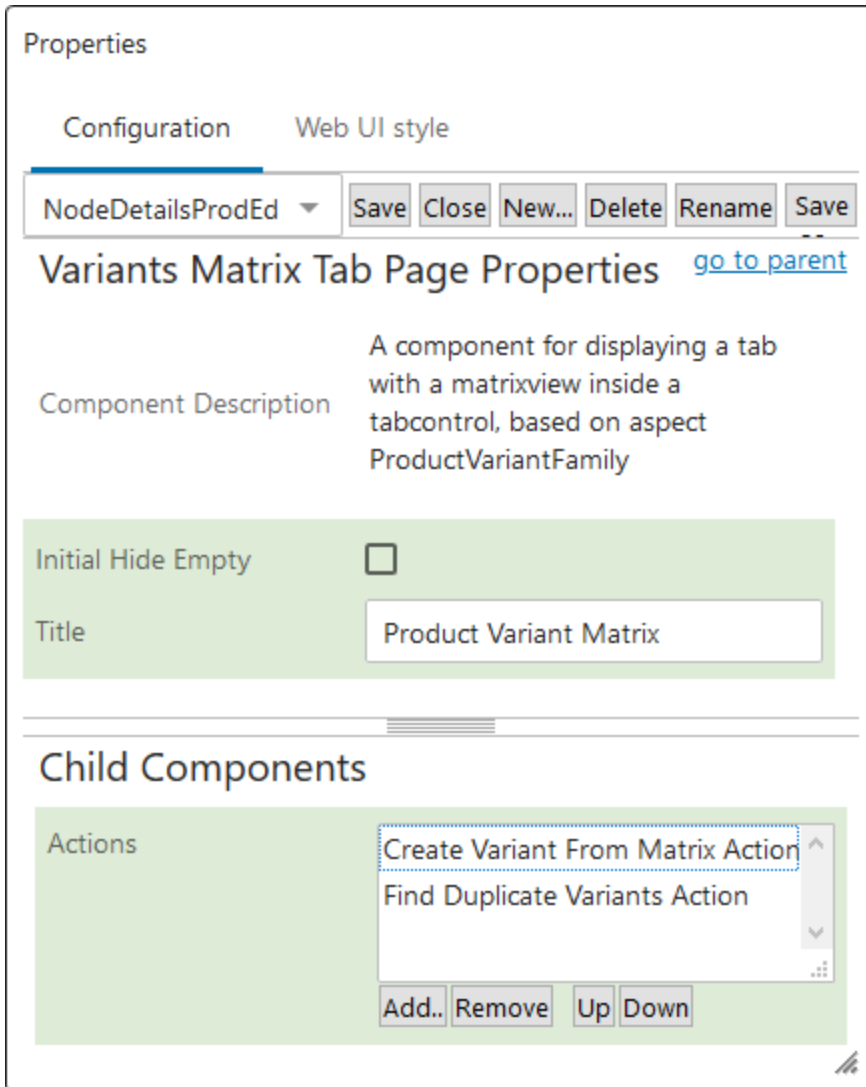 Properties
Configuration Web UI style
NodeDetailsProdEd Save Close New... Delete Rename Save
Variants Matrix Tab Page Properties go to parent
Component Description
A component for displaying a tab
with a matrixview inside a
tabcontrol, based on aspect
ProductVariantFamily
Initial Hide Empty
Title Product Variant Matrix
Child Components
Actions
Create Variant From Matrix Action
Find Duplicate Variants Action
Add.. Remove Up Down